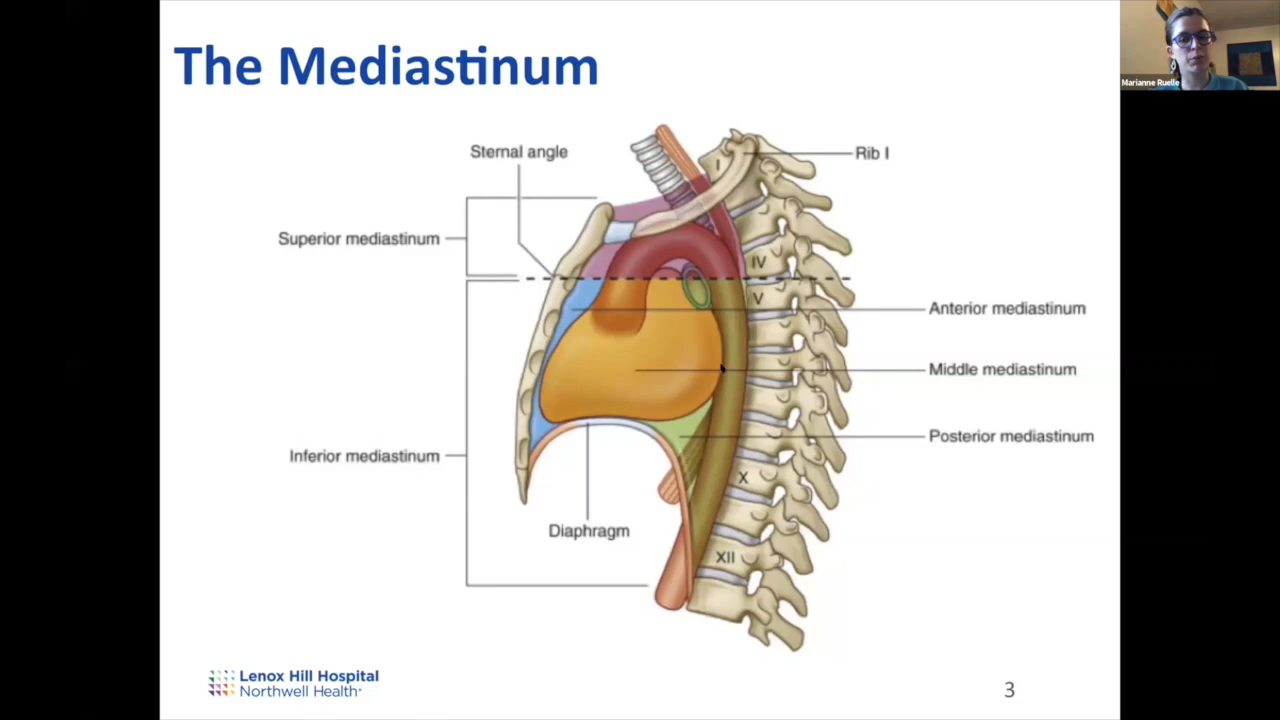 The Mediastinum
Marianne Ruelle
Sternal angle
Rib I
I
Superior mediastinum
IV
V
Anterior mediastinum
Middle mediastinum
Posterior mediastinum
Inferior mediastinum
X
Diaphragm
XII
Lenox Hill Hospital
Northwell Health
3